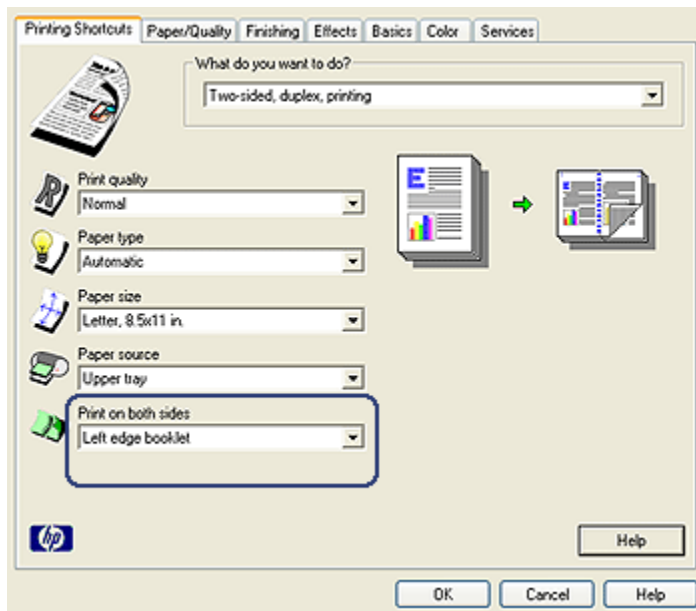 Printing Shortcuts Paper/Quality Finishing Effects Basics Color Services
What do you want to do?
Two-sided, duplex, printing
Print quality
Normal
Paper type
Automatic
Paper size
Letter, 8.5x11 in.
Paper source
Upper tray
Print on both sides
Left edge booklet
E
E
hp
Help
OK Cancel Help